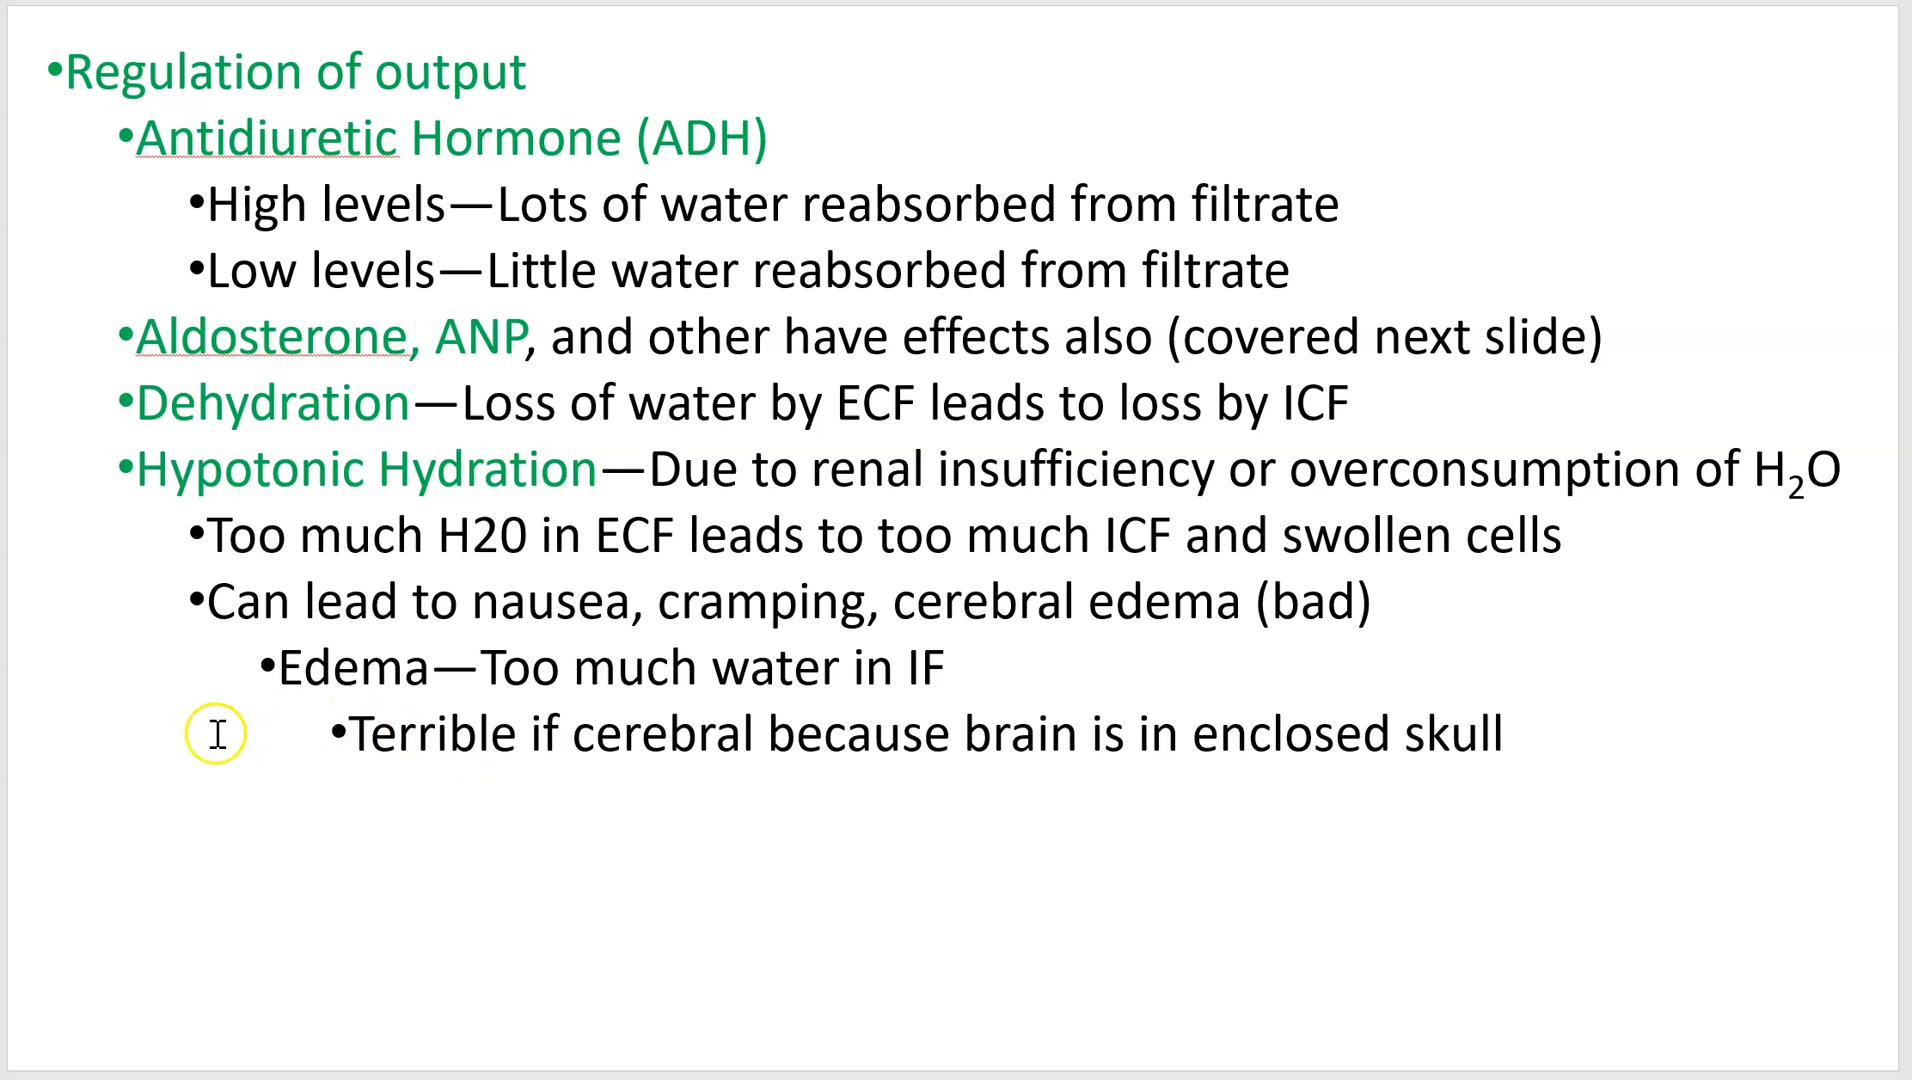 •Regulation of output
•Antidiuretic Hormone (ADH)
•High levels—Lots of water reabsorbed from filtrate
•Low levels—Little water reabsorbed from filtrate
•Aldosterone, ANP, and other have effects also (covered next slide)
•Dehydration—Loss of water by ECF leads to loss by ICF
•Hypotonic Hydration—Due to renal insufficiency or overconsumption of H₂O
•Too much H20 in ECF leads to too much ICF and swollen cells
•Can lead to nausea, cramping, cerebral edema (bad)
•Edema—Too much water in IF
•Terrible if cerebral because brain is in enclosed skull